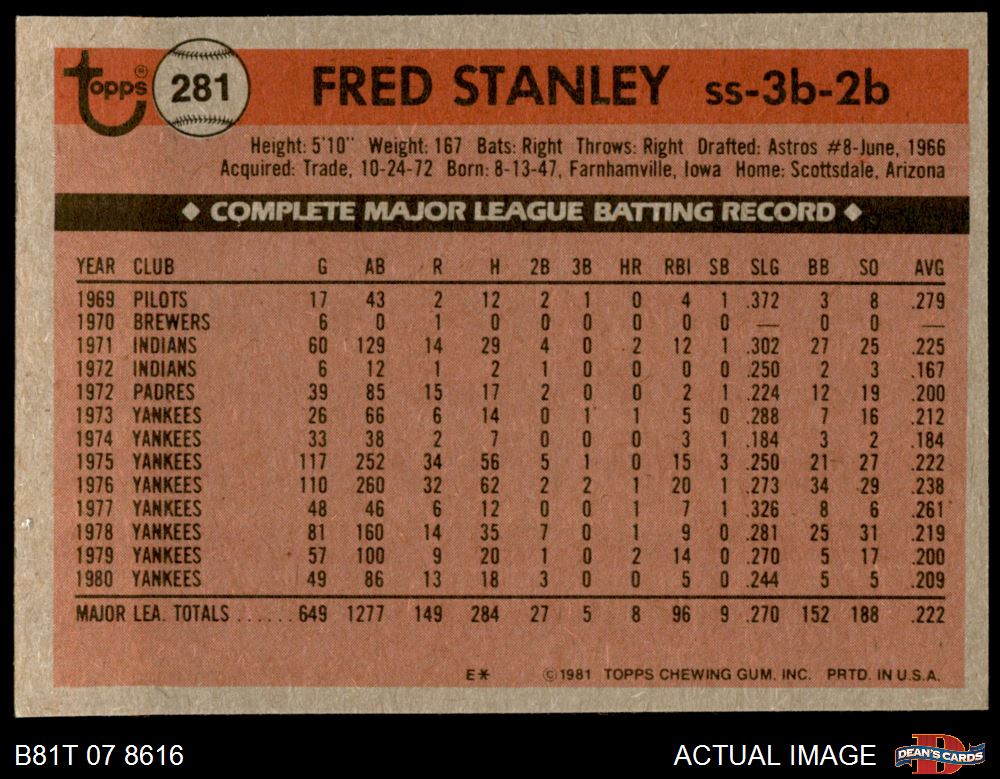 topps® 281 FRED STANLEY ss-3b-2b
Height: 5'10" Weight: 167 Bats: Right Throws: Right Drafted: Astros #8-June, 1966
Acquired: Trade, 10-24-72 Born: 8-13-47, Farnhamville, Iowa Home: Scottsdale, Arizona
◆ COMPLETE MAJOR LEAGUE BATTING RECORD ◆
YEAR CLUB G AB R H 2B 3B HR RBI SB SLG BB SO AVG
1969 PILOTS 17 43 2 12 2 1 0 4 1 .372 3 8 .279
1970 BREWERS 6 0 1 0 0 0 0 0 0 — 0 0 —
1971 INDIANS 60 129 14 29 4 0 2 12 1 .302 27 25 .225
1972 INDIANS 6 12 1 2 1 0 0 0 0 .250 2 3 .167
1972 PADRES 39 85 15 17 2 0 0 2 1 .224 12 19 .200
1973 YANKEES 26 66 6 14 0 1 1 5 0 .288 7 16 .212
1974 YANKEES 33 38 2 7 0 0 0 3 1 .184 3 2 .184
1975 YANKEES 117 252 34 56 5 1 0 15 3 .250 21 27 .222
1976 YANKEES 110 260 32 62 2 2 1 20 1 .273 34 29 .238
1977 YANKEES 48 46 6 12 0 0 1 7 1 .326 8 6 .261
1978 YANKEES 81 160 14 35 7 0 1 9 0 .281 25 31 .219
1979 YANKEES 57 100 9 20 1 0 2 14 0 .270 5 17 .200
1980 YANKEES 49 86 13 18 3 0 0 5 0 .244 5 5 .209
MAJOR LEA. TOTALS ...... 649 1277 149 284 27 5 8 96 9 .270 152 188 .222
E* ©1981 TOPPS CHEWING GUM, INC. PRTD. IN U.S.A.
B81T 07 8616 ACTUAL IMAGE DEAN'S CARDS